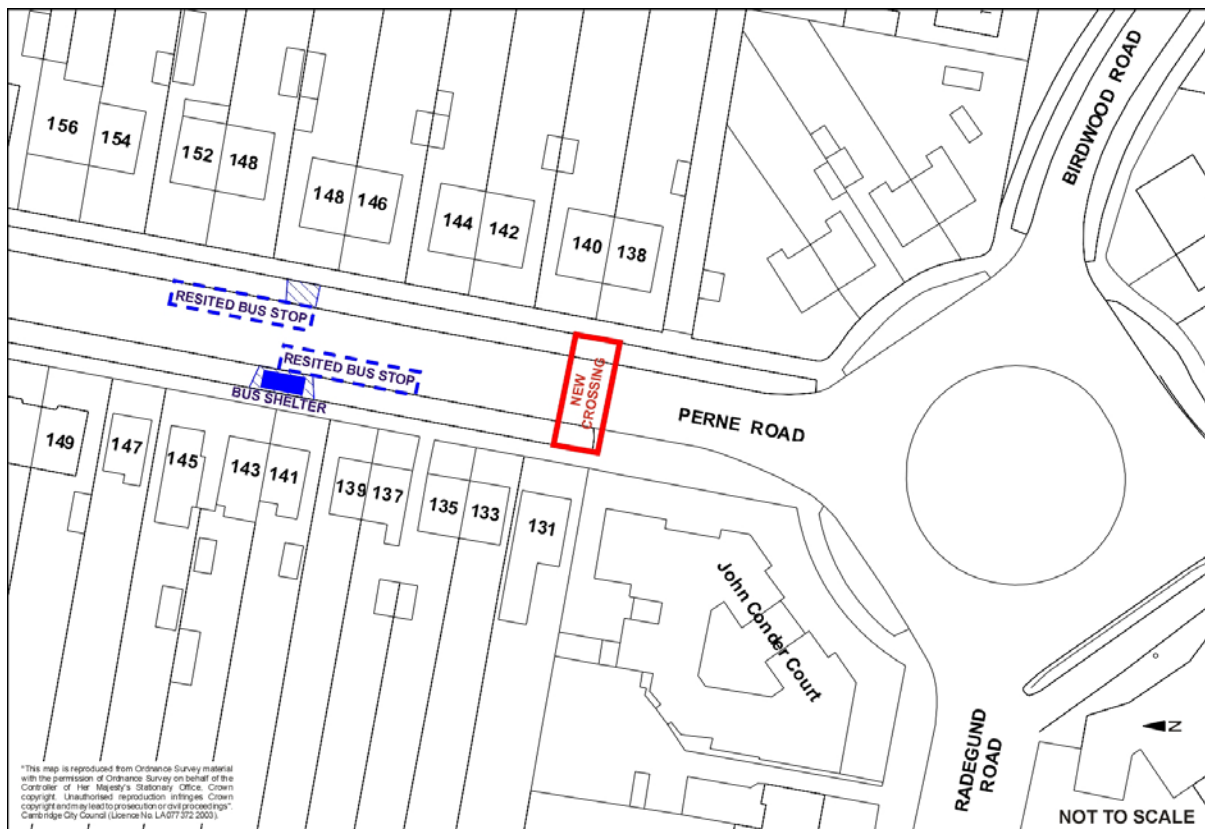 BIRDWOOD ROAD
156
154
152
148
148
146
144
142
140
138
RESITED BUS STOP
RESITED BUS STOP
BUS SHELTER
NEW
CROSSING
PERNE ROAD
149
147
145
143
141
139
137
135
133
131
John Conder Court
RADEGUND
ROAD
N
NOT TO SCALE
"This map is reproduced from Ordnance Survey material
with the permission of Ordnance Survey on behalf of the
Controller of Her Majesty's Stationary Office, Crown
copyright. Unauthorised reproduction infringes Crown
copyright and may lead to prosecution or civil proceedings".
Cambridge City Council (Licence No. LA077372 2003).